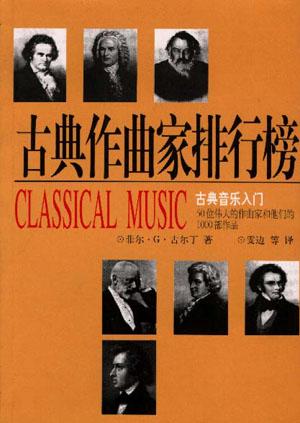 古典作曲家排行榜
CLASSICAL MUSIC
古典音乐入门
50位伟大的作曲家和他们的
1000部作品
⊙菲尔·G·古尔丁 著
⊙雯边 等 译